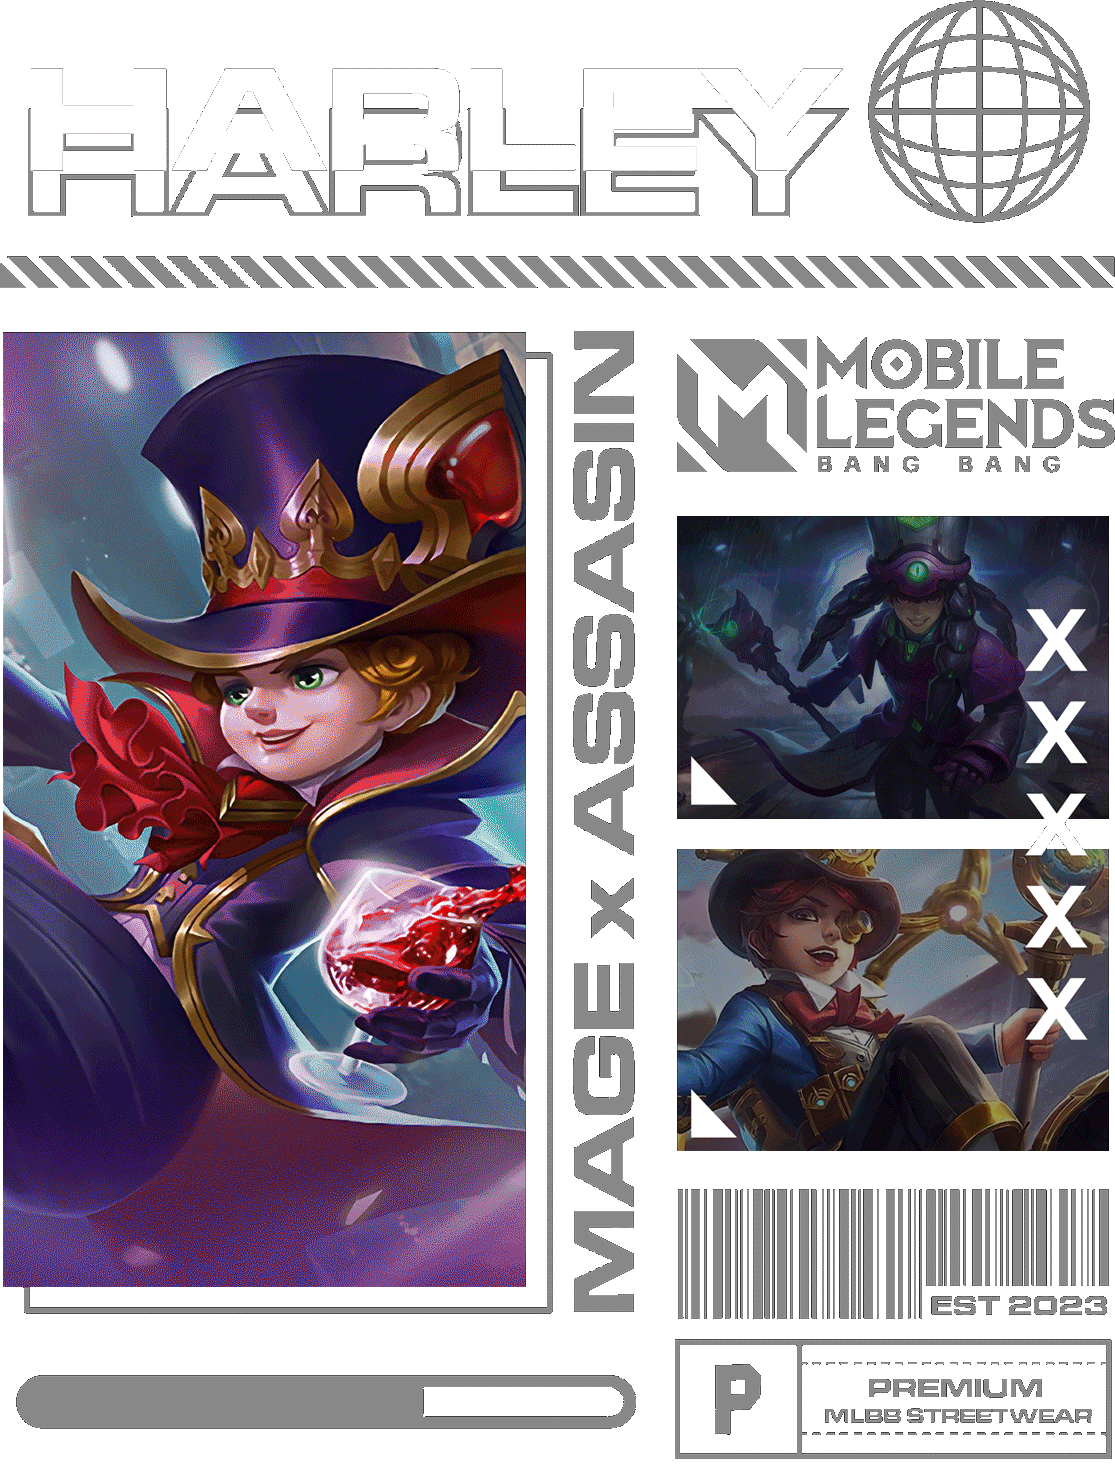 HARLEY
MAGE x ASSASIN
MOBILE
LEGENDS
BANG BANG
X
X
X
X
X
EST 2023
P
PREMIUM
MLBB STREETWEAR